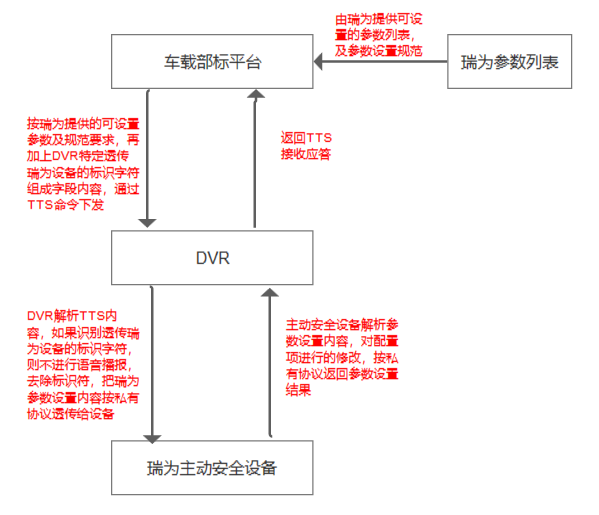 由瑞为提供可设
置的参数列表，
及参数设置规范
车载部标平台
瑞为参数列表
按瑞为提供的可设置
参数及规范要求，再
加上DVR特定透传
瑞为设备的标识字符
组成字段内容，通过
TTS命令下发
返回TTS
接收应答
DVR
DVR解析TTS内
容，如果识别透传瑞
为设备的标识字符，
则不进行语音播报，
去除标识符，把瑞为
参数设置内容按私有
协议透传给设备
主动安全设备解析参
数设置内容，对配置
项进行的修改，按私
有协议返回参数设置
结果
瑞为主动安全设备